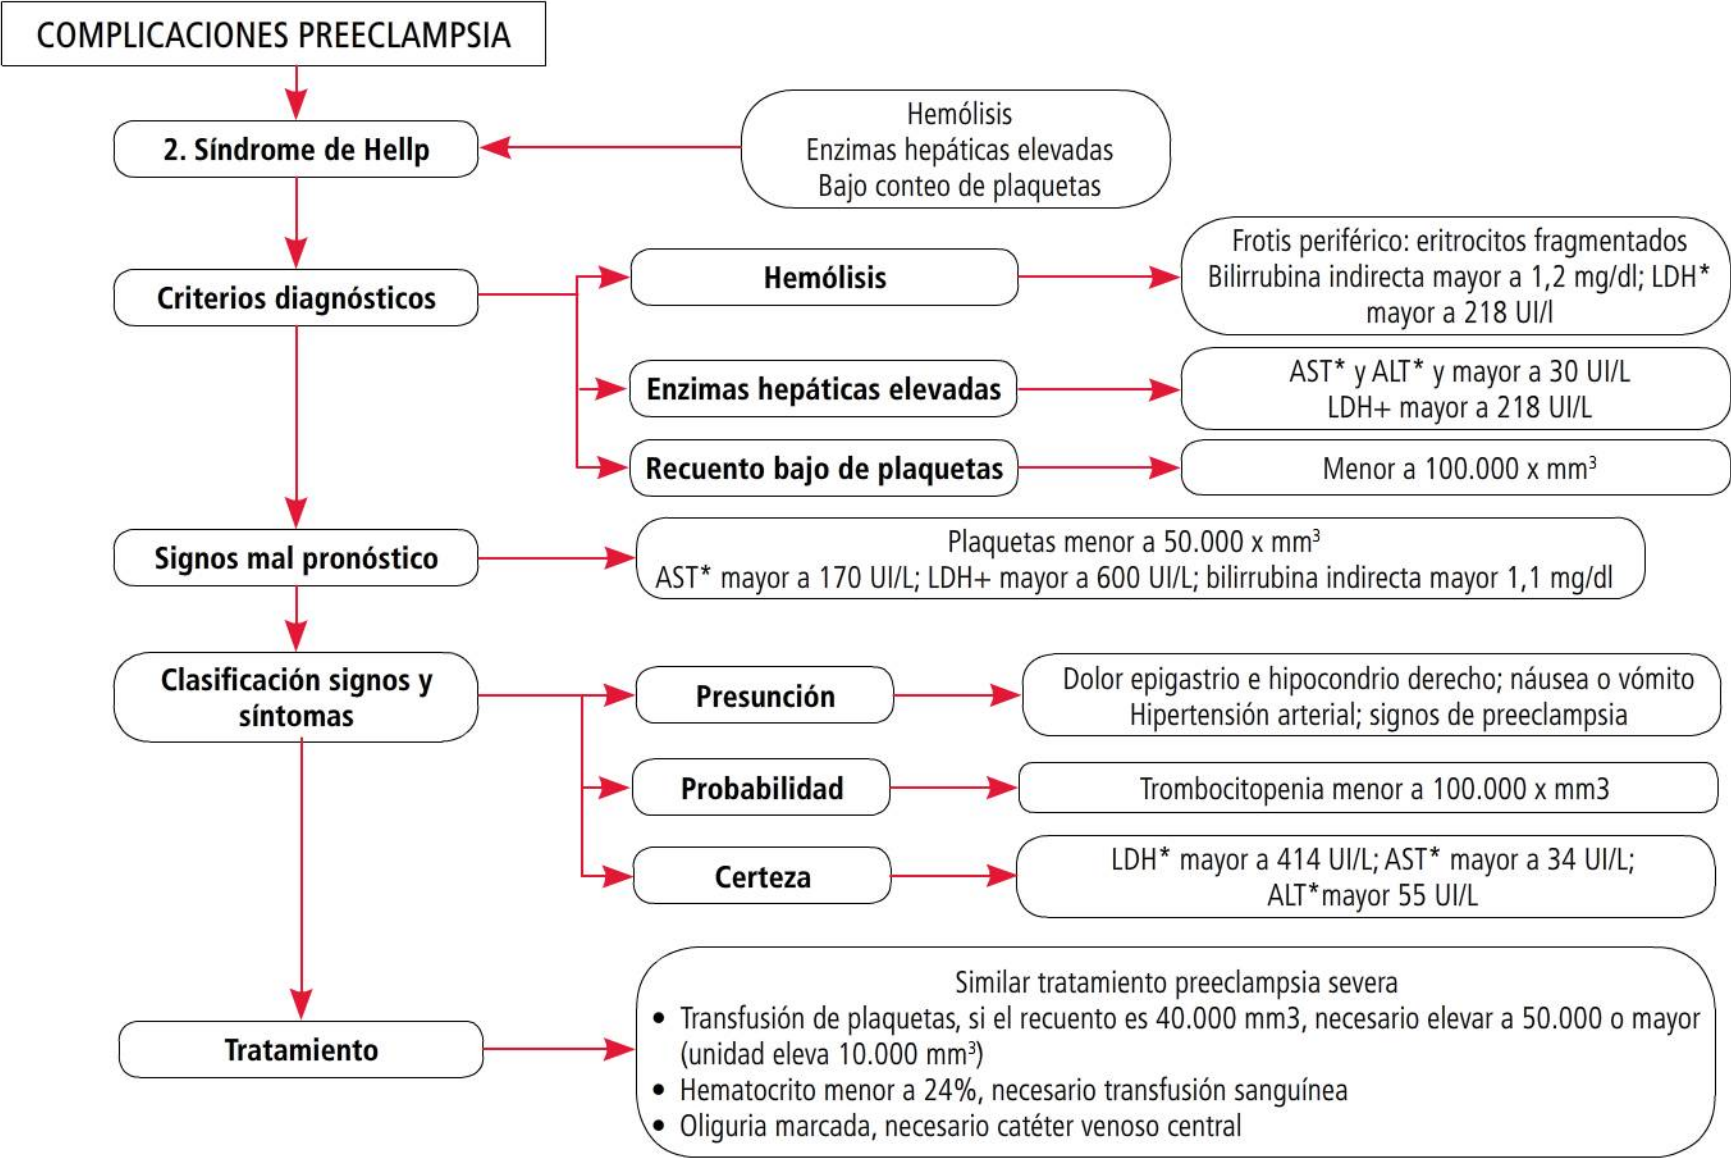 COMPLICACIONES PREECLAMPSIA
2. Síndrome de Hellp
Hemólisis
Enzimas hepáticas elevadas
Bajo conteo de plaquetas
Criterios diagnósticos
Hemólisis
Frotis periférico: eritrocitos fragmentados
Bilirrubina indirecta mayor a 1,2 mg/dl; LDH*
mayor a 218 UI/l
Enzimas hepáticas elevadas
AST* y ALT* y mayor a 30 UI/L
LDH+ mayor a 218 UI/L
Recuento bajo de plaquetas
Menor a 100.000 x mm³
Signos mal pronóstico
Plaquetas menor a 50.000 x mm³
AST* mayor a 170 UI/L; LDH+ mayor a 600 UI/L; bilirrubina indirecta mayor 1,1 mg/dl
Clasificación signos y
síntomas
Presunción
Dolor epigastrio e hipocondrio derecho; náusea o vómito
Hipertensión arterial; signos de preeclampsia
Probabilidad
Trombocitopenia menor a 100.000 x mm3
Certeza
LDH* mayor a 414 UI/L; AST* mayor a 34 UI/L;
ALT*mayor 55 UI/L
Tratamiento
Similar tratamiento preeclampsia severa
• Transfusión de plaquetas, si el recuento es 40.000 mm3, necesario elevar a 50.000 o mayor
(unidad eleva 10.000 mm³)
• Hematocrito menor a 24%, necesario transfusión sanguínea
• Oliguria marcada, necesario catéter venoso central